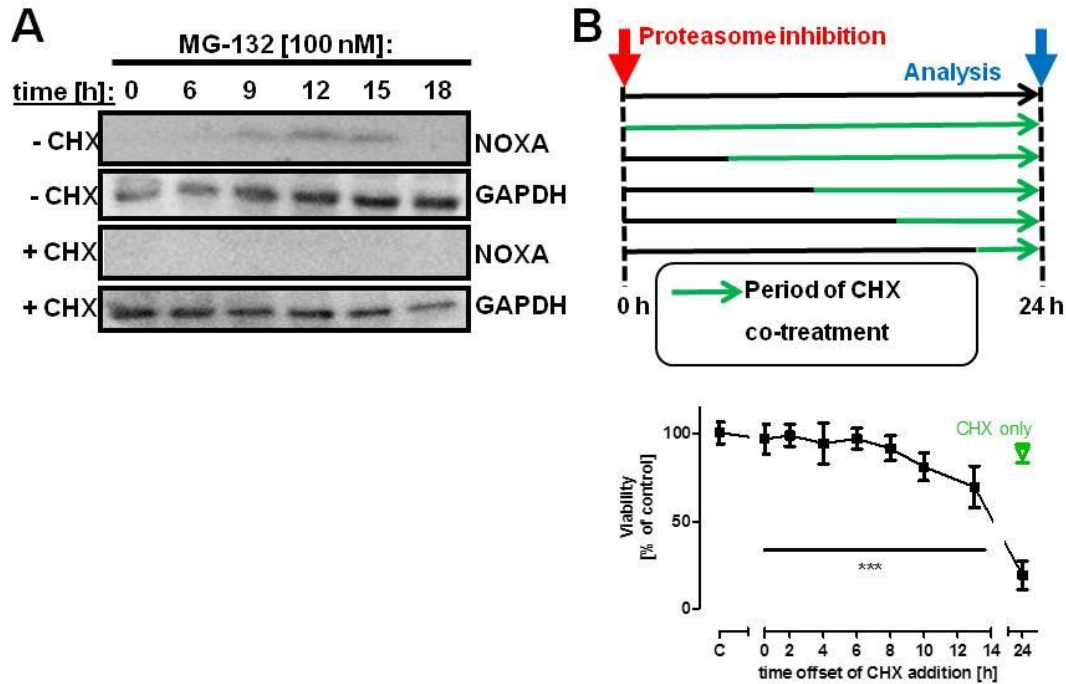 A
MG-132 [100 nM]:
time [h]: 0 6 9 12 15 18
- CHX NOXA
- CHX GAPDH
+ CHX NOXA
+ CHX GAPDH
B
Proteasome inhibition
Analysis
0 h
24 h
Period of CHX
co-treatment
CHX only
Viability
[% of control]
100
50
0
***
C 0 2 4 6 8 10 12 14 24
time offset of CHX addition [h]